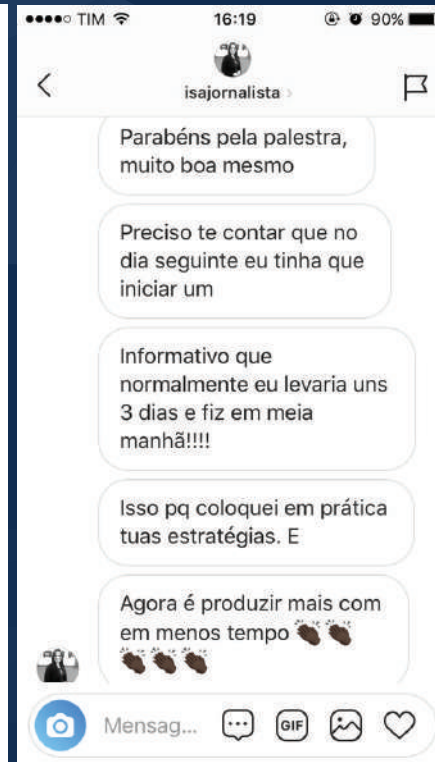 TIM 16:19 90%
isajornalista
Parabéns pela palestra,
muito boa mesmo
Preciso te contar que no
dia seguinte eu tinha que
iniciar um
Informativo que
normalmente eu levaria uns
3 dias e fiz em meia
manhã!!!!
Isso pq coloquei em prática
tuas estratégias. E
Agora é produzir mais com
em menos tempo 👏🏿👏🏿
👏🏿👏🏿👏🏿
Mensag... GIF